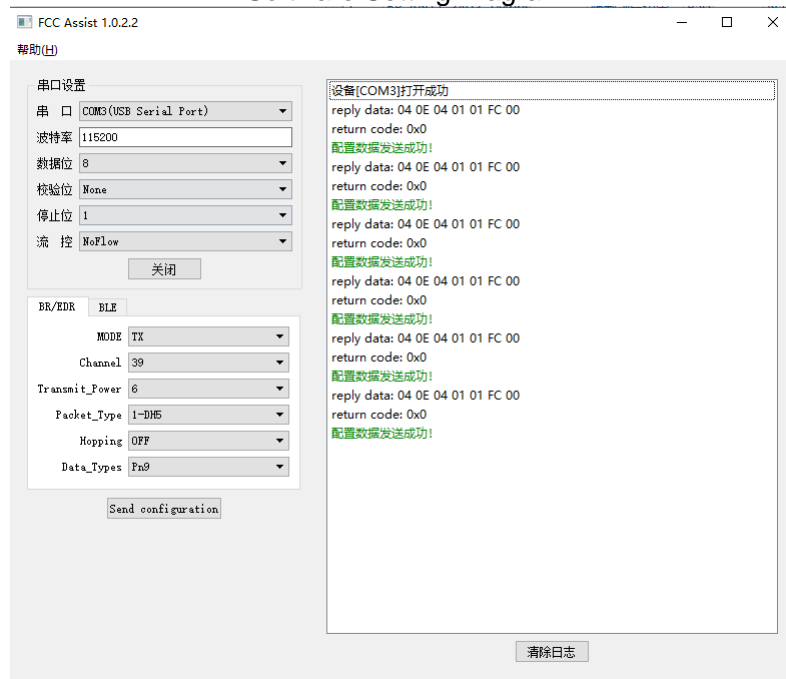 FCC Assist 1.0.2.2
帮助(H)
串口设置
串 口 COM3(USB Serial Port)
波特率 115200
数据位 8
校验位 None
停止位 1
流 控 NoFlow
关闭
BR/EDR BLE
MODE TX
Channel 39
Transmit_Power 6
Packet_Type 1-DH5
Hopping OFF
Data_Types Pn9
Send configuration
设备[COM3]打开成功
reply data: 04 0E 04 01 01 FC 00
return code: 0x0
配置数据发送成功!
reply data: 04 0E 04 01 01 FC 00
return code: 0x0
配置数据发送成功!
reply data: 04 0E 04 01 01 FC 00
return code: 0x0
配置数据发送成功!
reply data: 04 0E 04 01 01 FC 00
return code: 0x0
配置数据发送成功!
reply data: 04 0E 04 01 01 FC 00
return code: 0x0
配置数据发送成功!
reply data: 04 0E 04 01 01 FC 00
return code: 0x0
配置数据发送成功!
清除日志